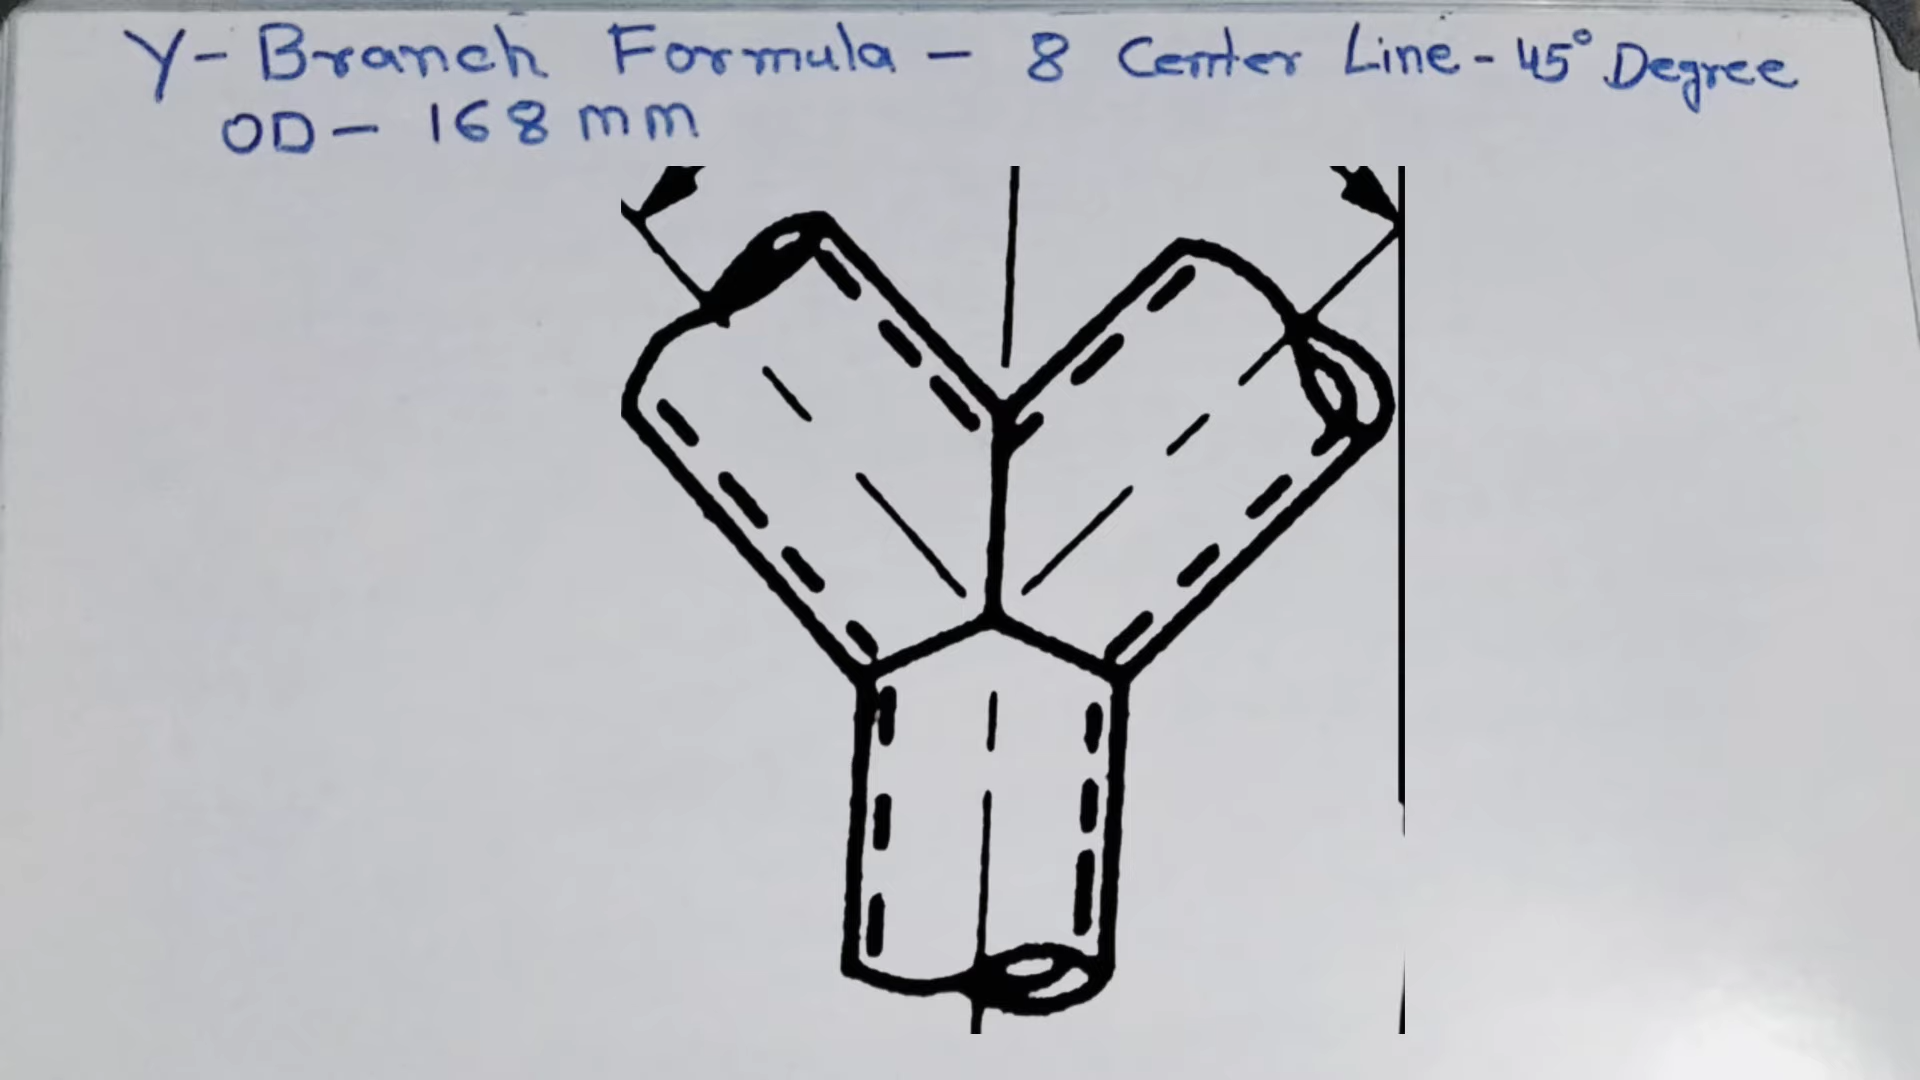 Y- Branch Formula - 8 Center Line - 45° Degree
OD - 168 mm